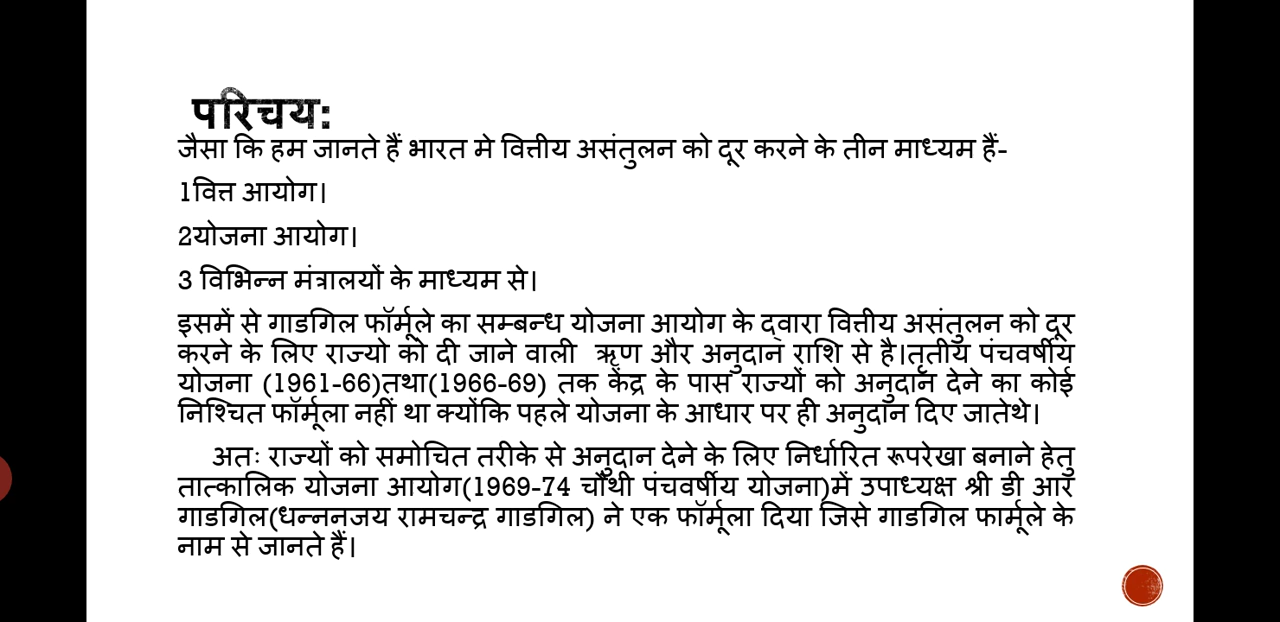 परिचय:
जैसा कि हम जानते हैं भारत मे वित्तीय असंतुलन को दूर करने के तीन माध्यम हैं-
1वित्त आयोग।
2योजना आयोग।
3 विभिन्न मंत्रालयों के माध्यम से।
इसमें से गाडगिल फॉर्मूले का सम्बन्ध योजना आयोग के द्वारा वित्तीय असंतुलन को दूर
करने के लिए राज्यो को दी जाने वाली ऋण और अनुदान राशि से है।तृतीय पंचवर्षीय
योजना (1961-66)तथा(1966-69) तक केंद्र के पास राज्यों को अनुदान देने का कोई
निश्चित फॉर्मूला नहीं था क्योंकि पहले योजना के आधार पर ही अनुदान दिए जातेथे।
अतः राज्यों को समोचित तरीके से अनुदान देने के लिए निर्धारित रूपरेखा बनाने हेतु
तात्कालिक योजना आयोग(1969-74 चौथी पंचवर्षीय योजना)में उपाध्यक्ष श्री डी आर
गाडगिल(धन्ननजय रामचन्द्र गाडगिल) ने एक फॉर्मूला दिया जिसे गाडगिल फार्मूले के
नाम से जानते हैं।